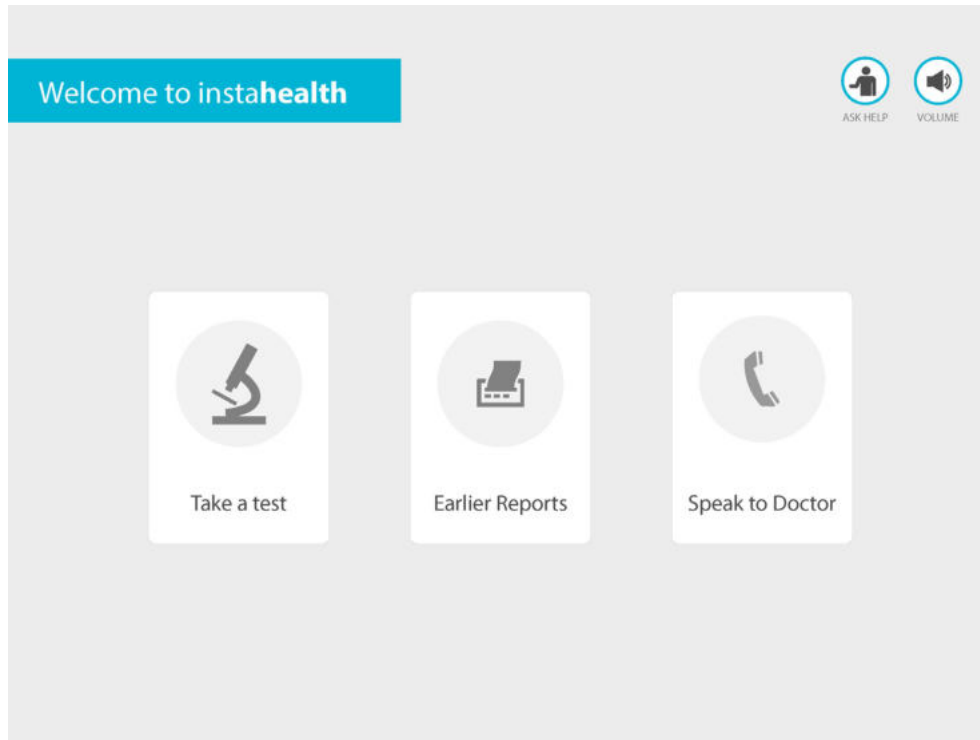 Welcome to instahealth
ASK HELP
VOLUME
Take a test
Earlier Reports
Speak to Doctor